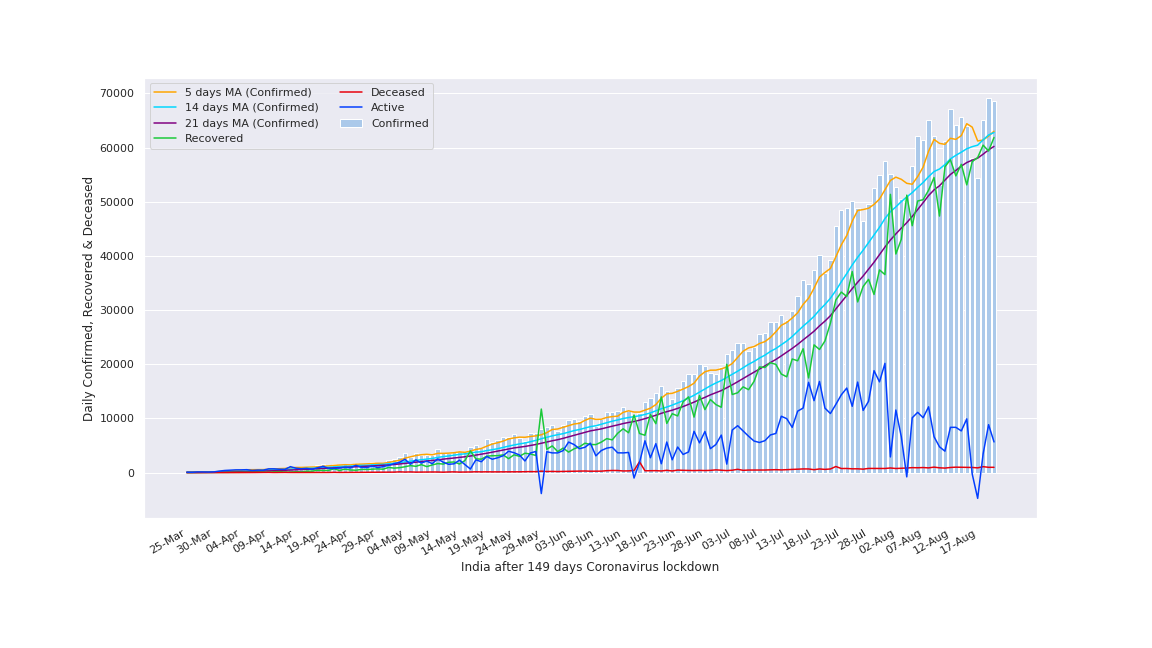 5 days MA (Confirmed)
14 days MA (Confirmed)
21 days MA (Confirmed)
Recovered
Deceased
Active
Confirmed
70000
60000
50000
40000
30000
20000
10000
0
Daily Confirmed, Recovered & Deceased
25-Mar
30-Mar
04-Apr
09-Apr
14-Apr
19-Apr
24-Apr
29-Apr
04-May
09-May
14-May
19-May
24-May
29-May
03-Jun
08-Jun
13-Jun
18-Jun
23-Jun
28-Jun
03-Jul
08-Jul
13-Jul
18-Jul
23-Jul
28-Jul
02-Aug
07-Aug
12-Aug
17-Aug
India after 149 days Coronavirus lockdown